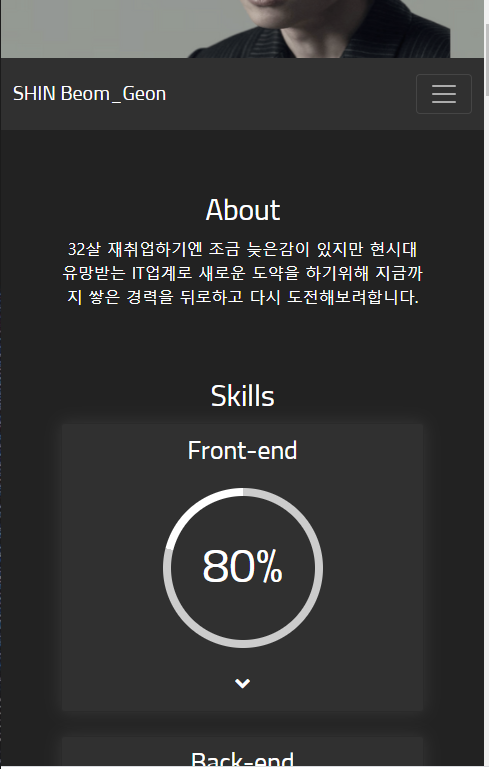 SHIN Beom_Geon
About
32살 재취업하기엔 조금 늦은감이 있지만 현시대
유망받는 IT업계로 새로운 도약을 하기위해 지금까
지 쌓은 경력을 뒤로하고 다시 도전해보려합니다.
Skills
Front-end
80%
Back-end